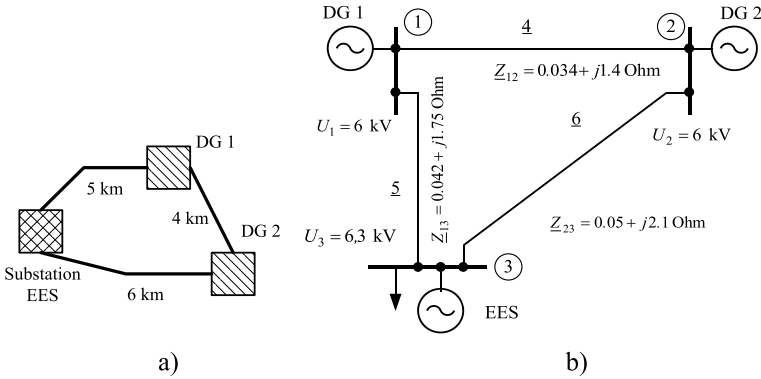 DG 1
5 km
4 km
DG 2
Substation
EES
6 km
a)
DG 1
1
4
2
DG 2
Z12 = 0.034 + j1.4 Ohm
U1 = 6 kV
Z13 = 0.042 + j1.75 Ohm
6
U2 = 6 kV
5
U3 = 6,3 kV
Z23 = 0.05 + j2.1 Ohm
3
EES
b)